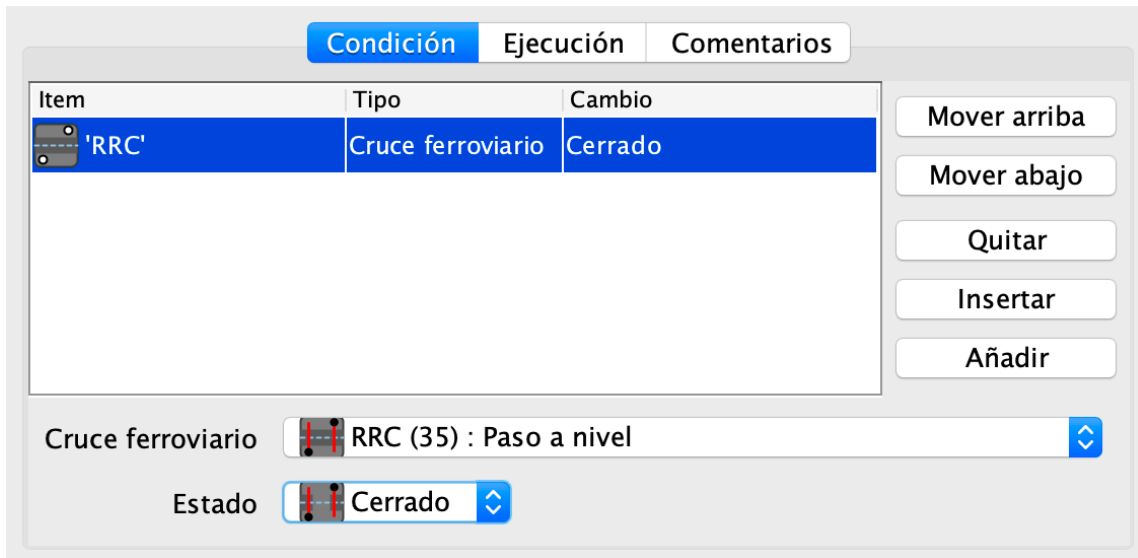 Condición Ejecución Comentarios
Item Tipo Cambio
'RRC' Cruce ferroviario Cerrado
Mover arriba
Mover abajo
Quitar
Insertar
Añadir
Cruce ferroviario RRC (35) : Paso a nivel
Estado Cerrado